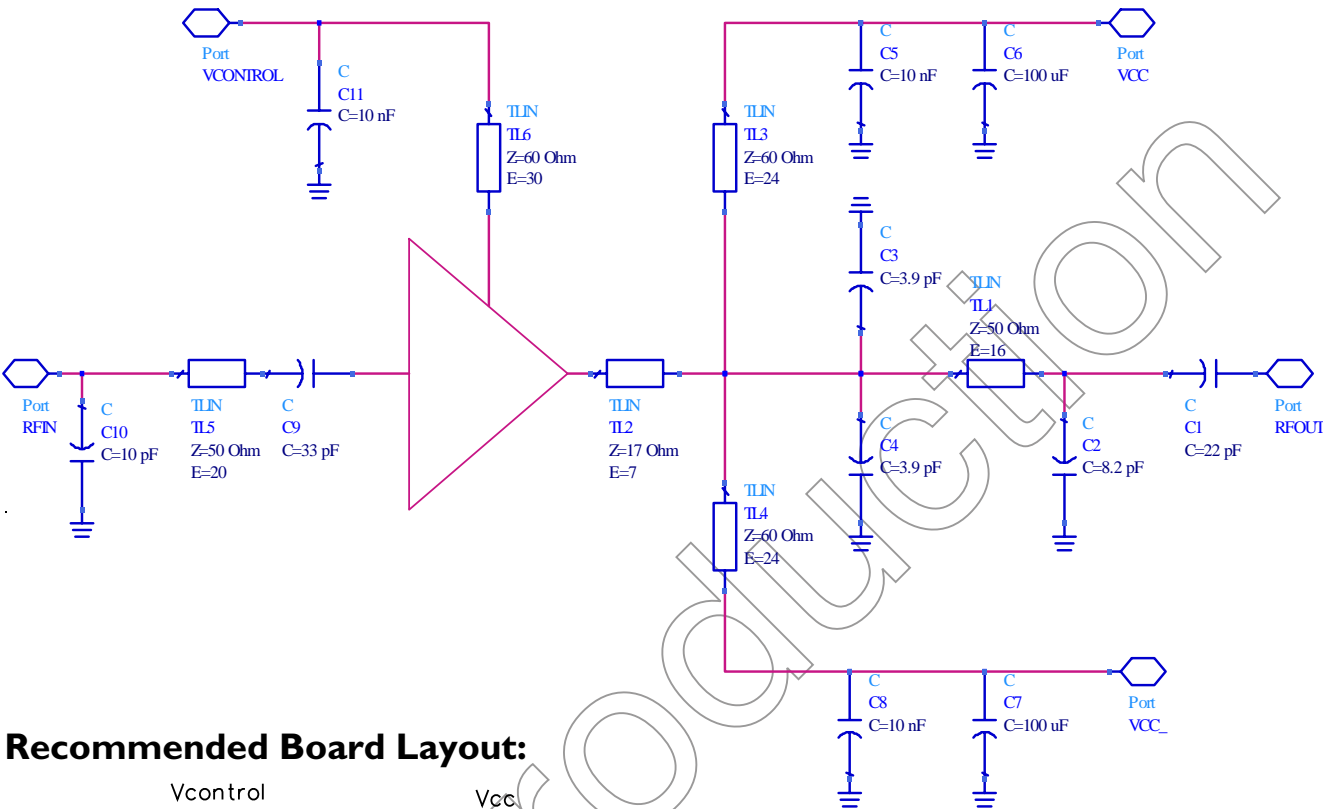 Port
VCONTROL
C
C11
C=10 nF
TLIN
TL6
Z=60 Ohm
E=30
TLIN
TL3
Z=60 Ohm
E=24
C
C5
C=10 nF
C
C6
C=100 uF
Port
VCC
C
C3
C=3.9 pF
TLIN
TL1
Z=50 Ohm
E=16
Port
RFIN
C
C10
C=10 pF
TLIN
TL5
Z=50 Ohm
E=20
C
C9
C=33 pF
TLIN
TL2
Z=17 Ohm
E=7
C
C4
C=3.9 pF
C
C2
C=8.2 pF
C
C1
C=22 pF
Port
RFOUT
TLIN
TL4
Z=60 Ohm
E=24
C
C8
C=10 nF
C
C7
C=100 uF
Port
VCC_
Recommended Board Layout:
Vcontrol
Vcc
roduction